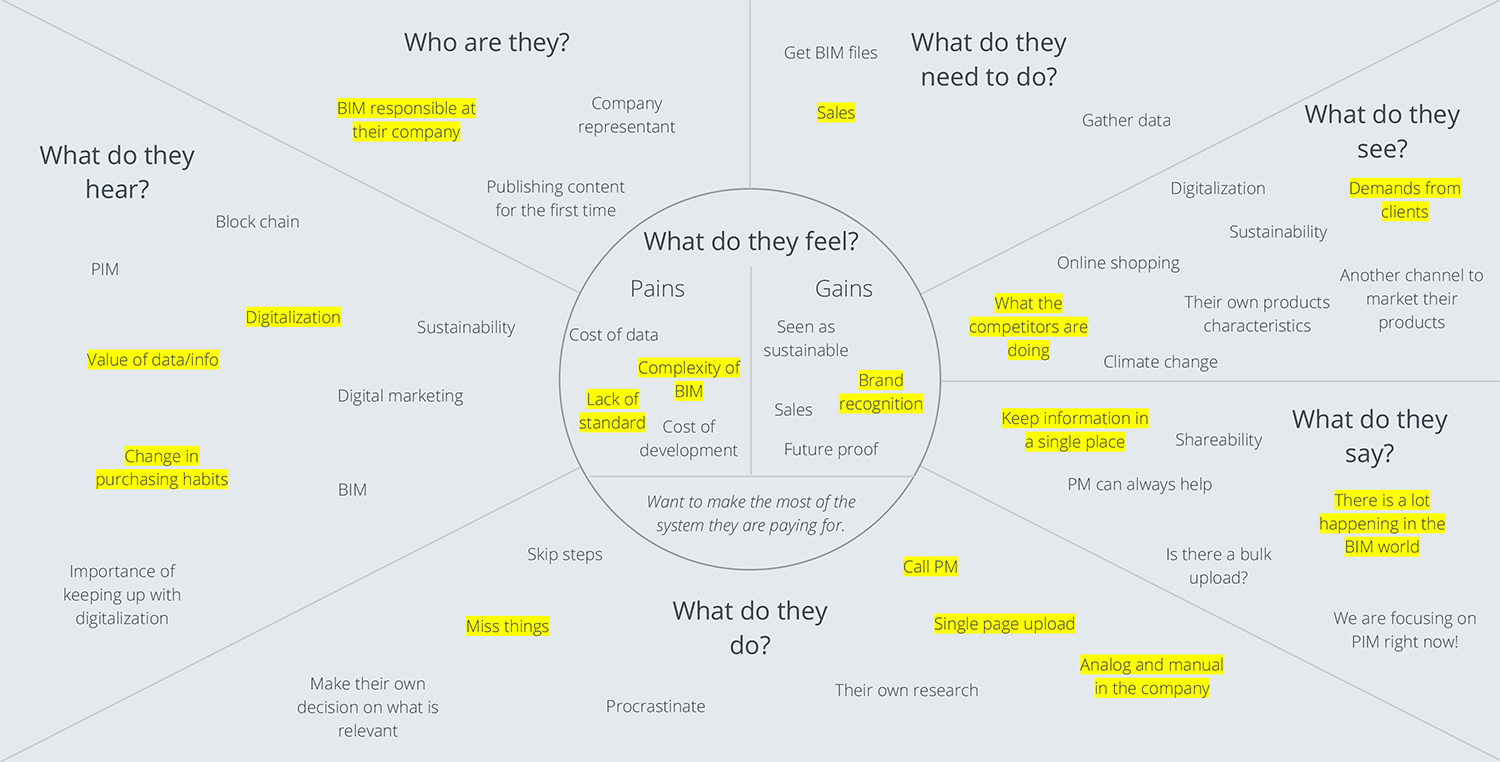 Who are they?
BIM responsible at
their company
Company
representant
Publishing content
for the first time
What do they
need to do?
Get BIM files
Sales
Gather data
What do they
see?
Digitalization
Demands from
clients
Sustainability
Online shopping
Another channel to
market their
products
What the
competitors are
doing
Their own products
characteristics
Climate change
What do they
hear?
Block chain
PIM
Digitalization
Sustainability
Value of data/info
Digital marketing
Change in
purchasing habits
BIM
Importance of
keeping up with
digitalization
What do they feel?
Pains
Cost of data
Complexity of
BIM
Lack of
standard
Cost of
development
Gains
Seen as
sustainable
Brand
recognition
Sales
Future proof
Want to make the most of the
system they are paying for.
What do they
say?
Keep information in
a single place
Shareability
PM can always help
There is a lot
happening in the
BIM world
Is there a bulk
upload?
We are focusing on
PIM right now!
What do they
do?
Skip steps
Call PM
Miss things
Single page upload
Analog and manual
in the company
Make their own
decision on what is
relevant
Procrastinate
Their own research